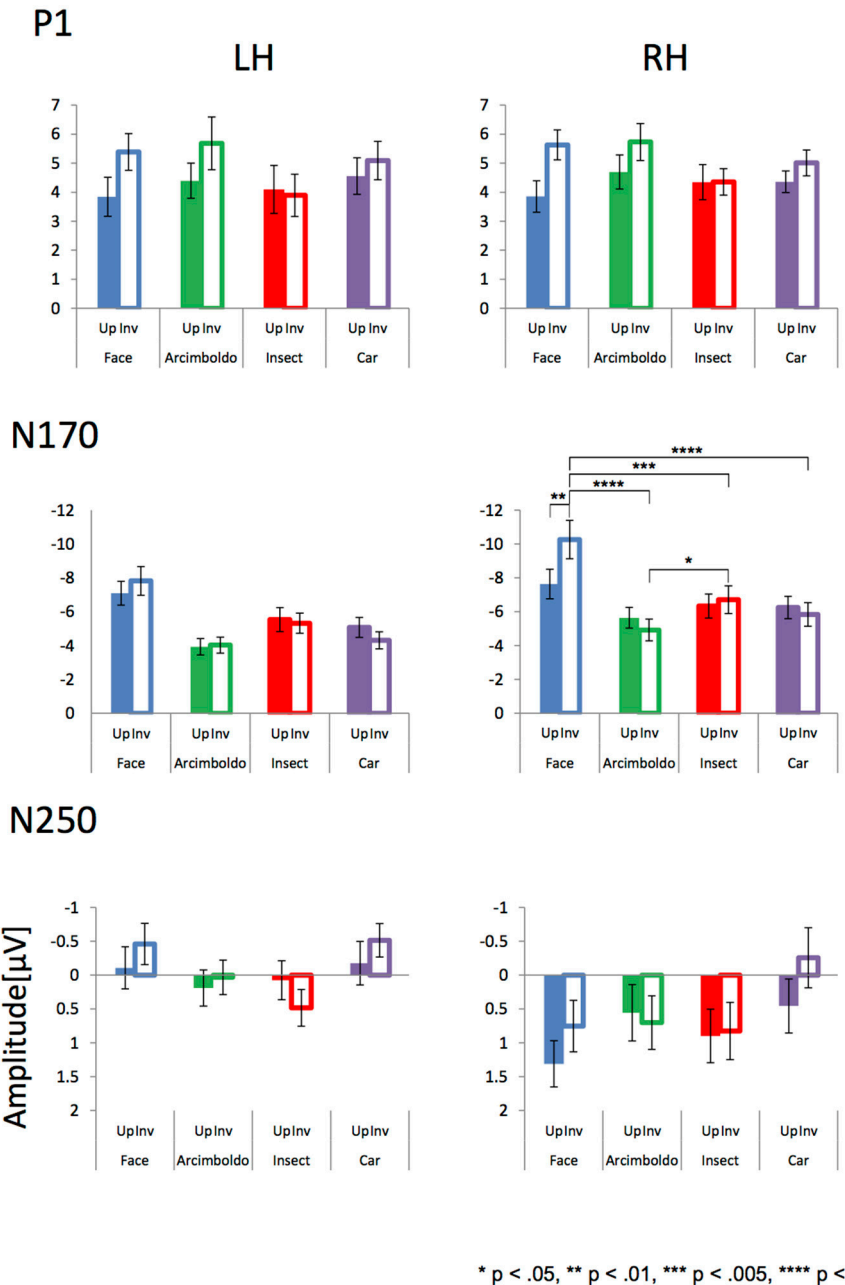 P1
LH RH
7 7
6 6
5 5
4 4
3 3
2 2
1 1
0 0
Up Inv Up Inv Up Inv Up Inv Up Inv Up Inv Up Inv Up Inv
Face Arcimboldo Insect Car Face Arcimboldo Insect Car
N170
****
***
** ****
*
-12 -12
-10 -10
-8 -8
-6 -6
-4 -4
-2 -2
0 0
Up Inv Up Inv Up Inv Up Inv Up Inv Up Inv Up Inv Up Inv
Face Arcimboldo Insect Car Face Arcimboldo Insect Car
N250
Amplitude[μV]
-1 -1
-0.5 -0.5
0 0
0.5 0.5
1 1
1.5 1.5
2 2
Up Inv Up Inv Up Inv Up Inv Up Inv Up Inv Up Inv Up Inv
Face Arcimboldo Insect Car Face Arcimboldo Insect Car
* p < .05, ** p < .01, *** p < .005, **** p <